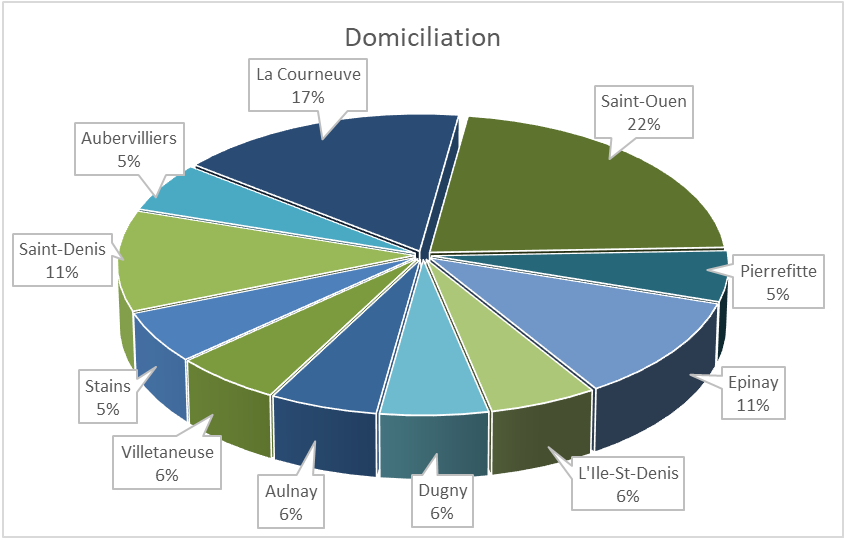 Domiciliation
La Courneuve
17%
Saint-Ouen
22%
Aubervilliers
5%
Saint-Denis
11%
Pierrefitte
5%
Stains
5%
Epinay
11%
Villetaneuse
6%
Aulnay
6%
Dugny
6%
L'Ile-St-Denis
6%